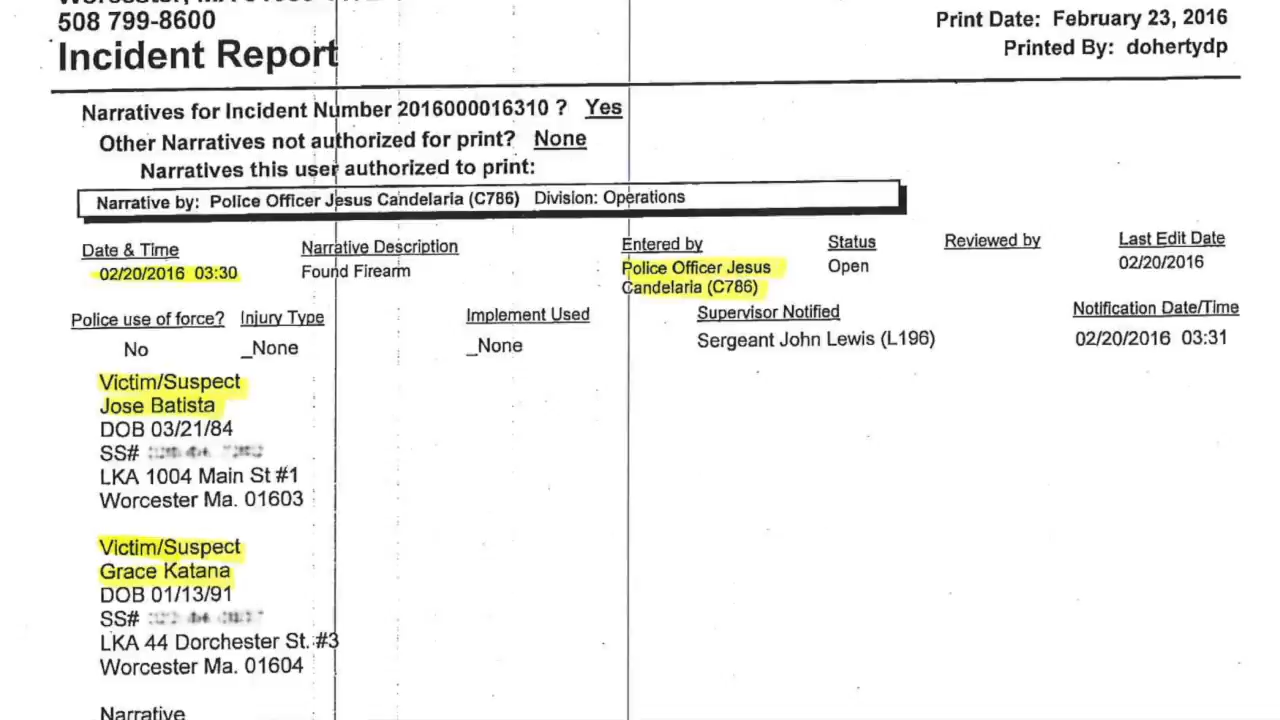 508 799-8600
Print Date: February 23, 2016
Incident Report
Printed By: dohertydp
Narratives for Incident Number 2016000016310 ? Yes
Other Narratives not authorized for print? None
Narratives this user authorized to print:
Narrative by: Police Officer Jesus Candelaria (C786) Division: Operations
Date & Time Narrative Description Entered by Status Reviewed by Last Edit Date
02/20/2016 03:30 Found Firearm Police Officer Jesus Open 02/20/2016
Candelaria (C786)
Police use of force? Injury Type Implement Used Supervisor Notified Notification Date/Time
No _None _None Sergeant John Lewis (L196) 02/20/2016 03:31
Victim/Suspect
Jose Batista
DOB 03/21/84
SS#
LKA 1004 Main St #1
Worcester Ma. 01603
Victim/Suspect
Grace Katana
DOB 01/13/91
SS#
LKA 44 Dorchester St. #3
Worcester Ma. 01604
Narrative